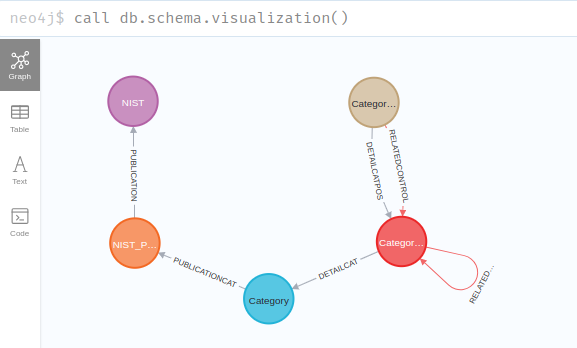 neo4j$ call db.schema.visualization()
Graph
Table
Text
Code
NIST
Categor...
PUBLICATION
DETAILCATPOS
RELATEDCONTROL
NIST_P...
Categor...
PUBLICATIONCAT
Category
DETAILCAT
RELATED...